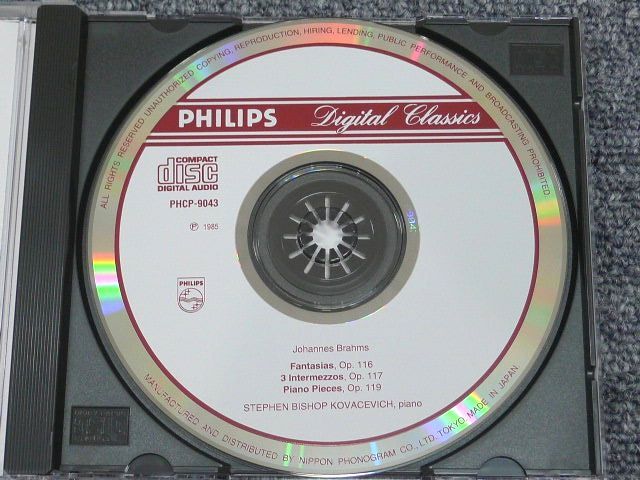 ALL RIGHTS RESERVED UNAUTHORIZED COPYING, REPRODUCTION, HIRING, LENDING, PUBLIC PERFORMANCE AND BROADCASTING PROHIBITED.
PHILIPS Digital Classics
COMPACT
disc
DIGITAL AUDIO
PHCP-9043
℗ 1985
PHILIPS
Johannes Brahms
Fantasias, Op. 116
3 Intermezzos, Op. 117
Piano Pieces, Op. 119
STEPHEN BISHOP KOVACEVICH, piano
MANUFACTURED AND DISTRIBUTED BY NIPPON PHONOGRAM CO., LTD. TOKYO. MADE IN JAPAN